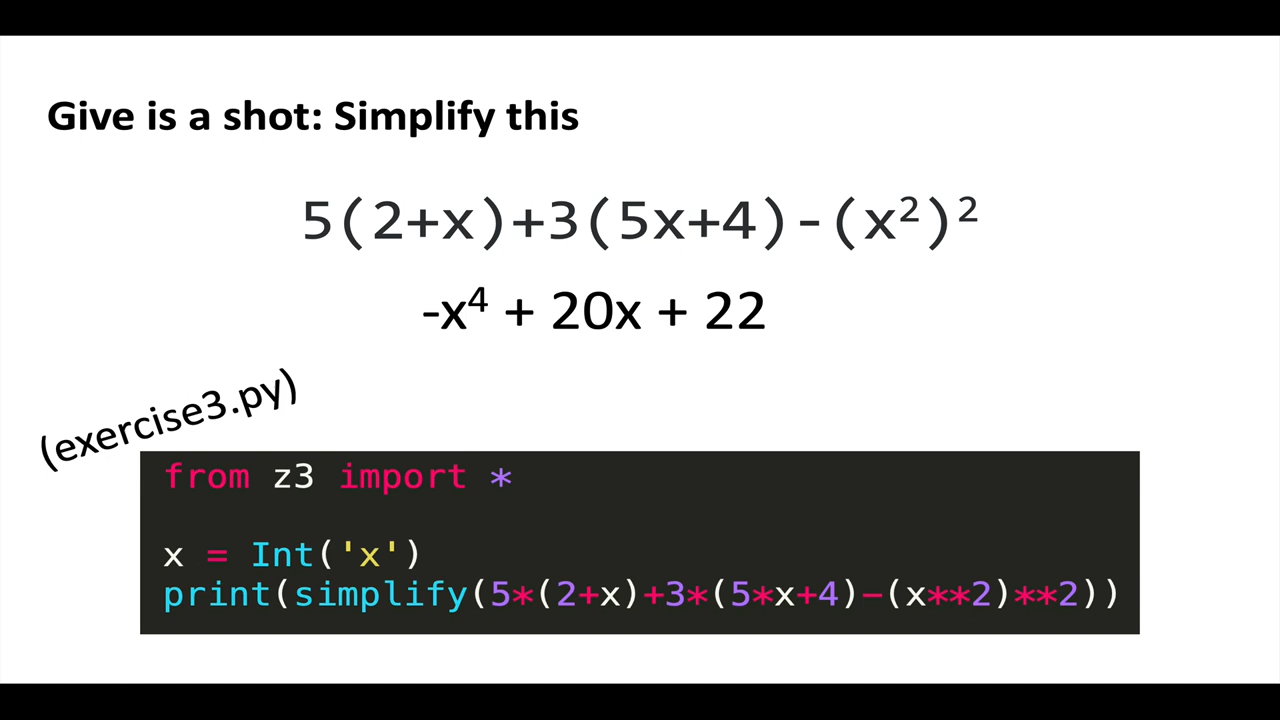 Give is a shot: Simplify this
5(2+x)+3(5x+4)-(x²)²
-x⁴ + 20x + 22
(exercise3.py)
from z3 import *
x = Int('x')
print(simplify(5*(2+x)+3*(5*x+4)-(x**2)**2))